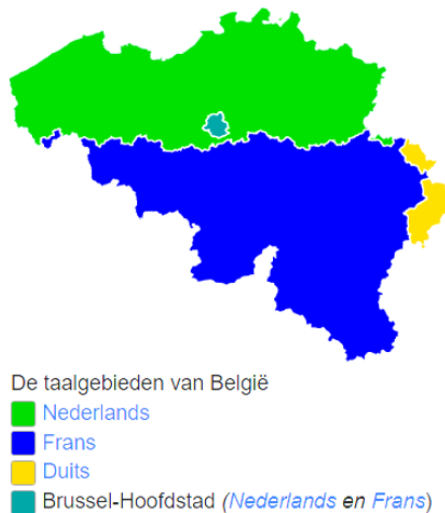 De taalgebieden van België
Nederlands
Frans
Duits
Brussel-Hoofdstad (Nederlands en Frans)